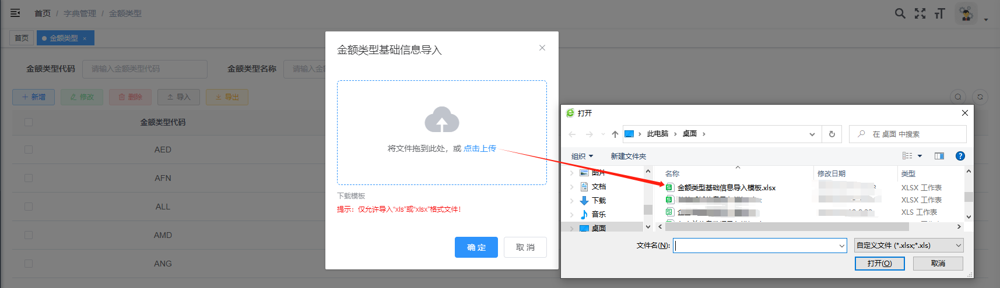 首页 / 字典管理 / 金额类型
首页
金额类型 ×
金额类型代码 请输入金额类型代码 金额类型名称 请输入金额
新增 修改 删除 导入 导出
金额类型代码
AED
AFN
ALL
AMD
ANG
金额类型基础信息导入
将文件拖到此处，或 点击上传
下载模板
提示：仅允许导入“xls”或“xlsx”格式文件！
确 定 取 消
打开
此电脑 桌面
在 桌面 中搜索
组织 新建文件夹
图片
文档
下载
音乐
桌面
名称 修改日期 类型
金额类型基础信息导入模板.xlsx XLSX 工作表
XLSX 工作表
XLS 工作表
文件名(N): 自定义文件 (*.xlsx;*.xls)
打开(O) 取消